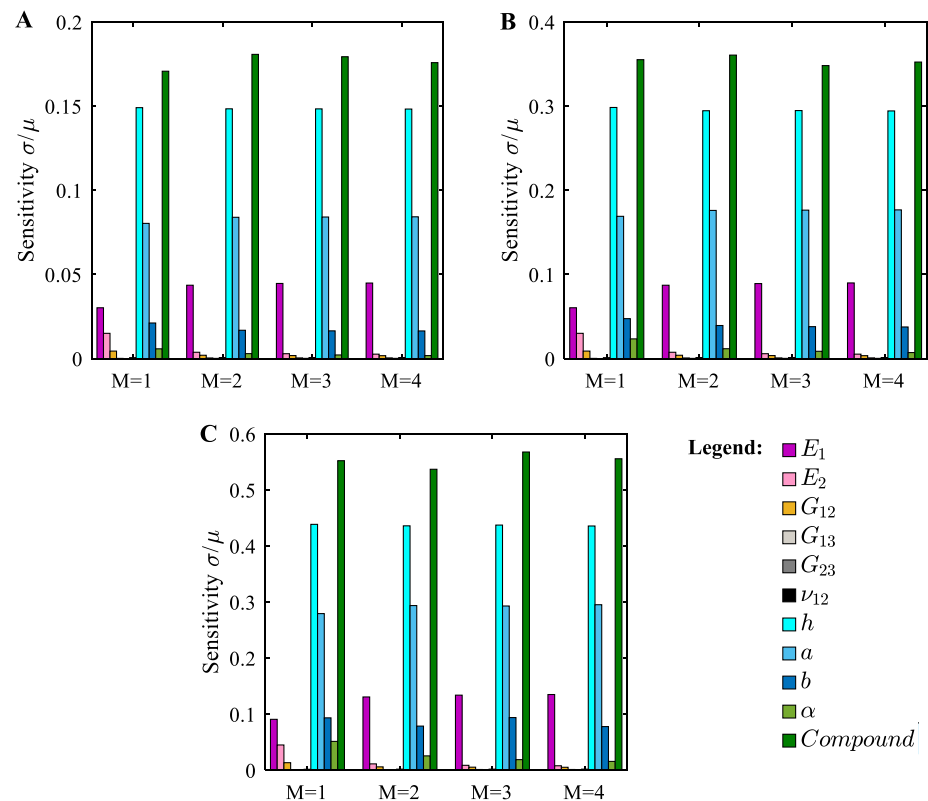 A
Sensitivity σ/μ
0.2
0.15
0.1
0.05
0
M=1
M=2
M=3
M=4
B
Sensitivity σ/μ
0.4
0.3
0.2
0.1
0
M=1
M=2
M=3
M=4
C
Sensitivity σ/μ
0.6
0.5
0.4
0.3
0.2
0.1
0
M=1
M=2
M=3
M=4
Legend:
E₁
E₂
G₁₂
G₁₃
G₂₃
ν₁₂
h
a
b
α
Compound